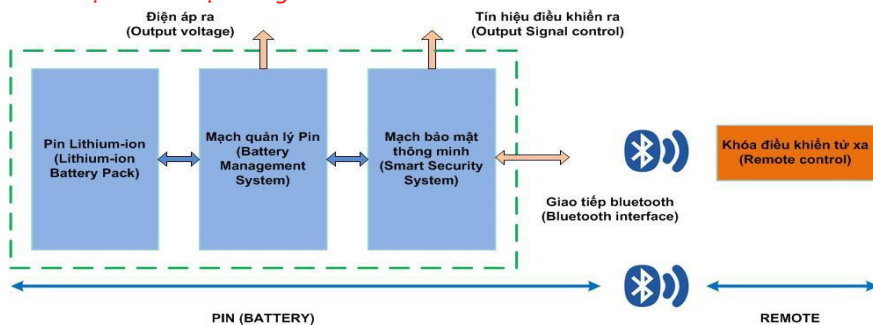 Điện áp ra
(Output voltage)
Tín hiệu điều khiển ra
(Output Signal control)
Pin Lithium-ion
(Lithium-ion
Battery Pack)
Mạch quản lý Pin
(Battery
Management
System)
Mạch bảo mật
thông minh
(Smart Security
System)
Khóa điều khiển từ xa
(Remote control)
Giao tiếp bluetooth
(Bluetooth interface)
PIN (BATTERY)
REMOTE